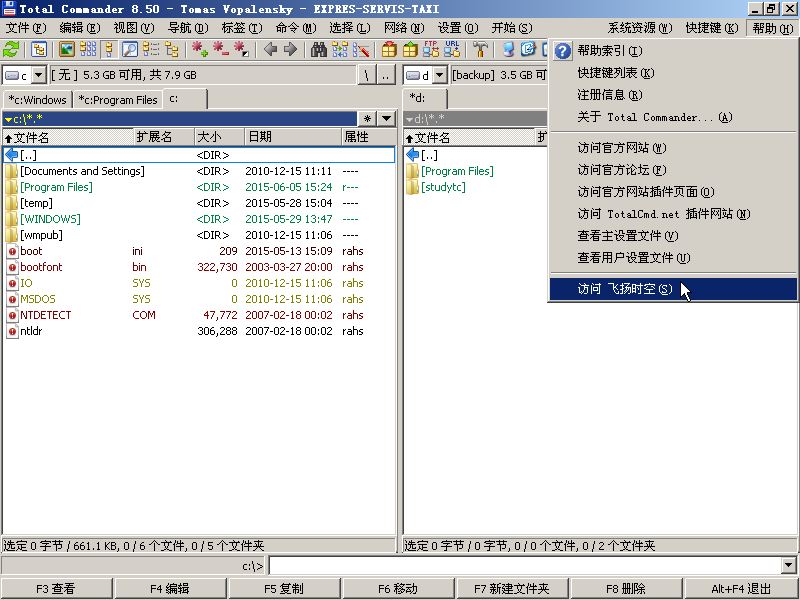 Total Commander 8.50 - Tomas Vopalensky - EXPRES-SERVIS-TAXI
文件(F) 编辑(E) 视图(V) 导航(D) 标签(T) 命令(M) 选择(L) 网络(N) 设置(O) 开始(S) 系统资源(W) 快捷键(K) 帮助(H)
FTP URL
c [ 无 ] 5.3 GB 可用, 共 7.9 GB \ .. d [backup] 3.5 GB 可
*c:Windows *c:Program Files c: *d:
c:\*.* * d:\*.*
文件名 扩展名 大小 日期 属性 文件名 扩
[..] <DIR> [..]
[Documents and Settings] <DIR> 2010-12-15 11:11 ---- [Program Files]
[Program Files] <DIR> 2015-06-05 15:24 r--- [studytc]
[temp] <DIR> 2015-05-28 15:04 ----
[WINDOWS] <DIR> 2015-05-29 13:47 ----
[wmpub] <DIR> 2010-12-15 11:06 ----
boot ini 209 2015-05-13 15:09 rahs
bootfont bin 322,730 2003-03-27 20:00 rahs
IO SYS 0 2010-12-15 11:06 rahs
MSDOS SYS 0 2010-12-15 11:06 rahs
NTDETECT COM 47,772 2007-02-18 00:02 rahs
ntldr 306,288 2007-02-18 00:02 rahs
帮助索引(I)
快捷键列表(K)
注册信息(R)
关于 Total Commander...(A)
访问官方网站(W)
访问官方论坛(F)
访问官方网站插件页面(O)
访问 TotalCmd.net 插件网站(N)
查看主设置文件(V)
查看用户设置文件(U)
访问 飞扬时空(S)
选定 0 字节 / 661.1 KB, 0 / 6 个文件, 0 / 5 个文件夹 选定 0 字节 / 0 字节, 0 / 0 个文件, 0 / 2 个文件夹
c:\>
F3 查看 F4 编辑 F5 复制 F6 移动 F7 新建文件夹 F8 删除 Alt+F4 退出